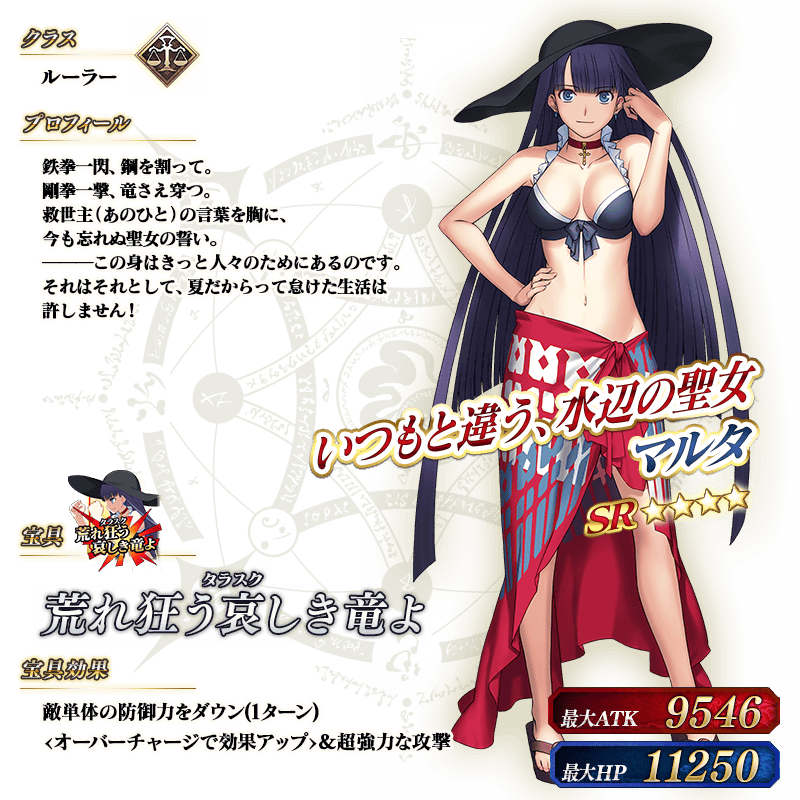 クラス
ルーラー
プロフィール
鉄拳一閃、鋼を割って。
剛拳一撃、竜さえ穿つ。
救世主（あのひと）の言葉を胸に、
今も忘れぬ聖女の誓い。
―――この身はきっと人々のためにあるのです。
それはそれとして、夏だからって怠けた生活は
許しません！
いつもと違う、水辺の聖女
マルタ
SR
宝具
タラスク
荒れ狂う
哀しき竜よ
タラスク
荒れ狂う哀しき竜よ
宝具効果
敵単体の防御力をダウン(1ターン)
<オーバーチャージで効果アップ>＆超強力な攻撃
最大ATK 9546
最大HP 11250